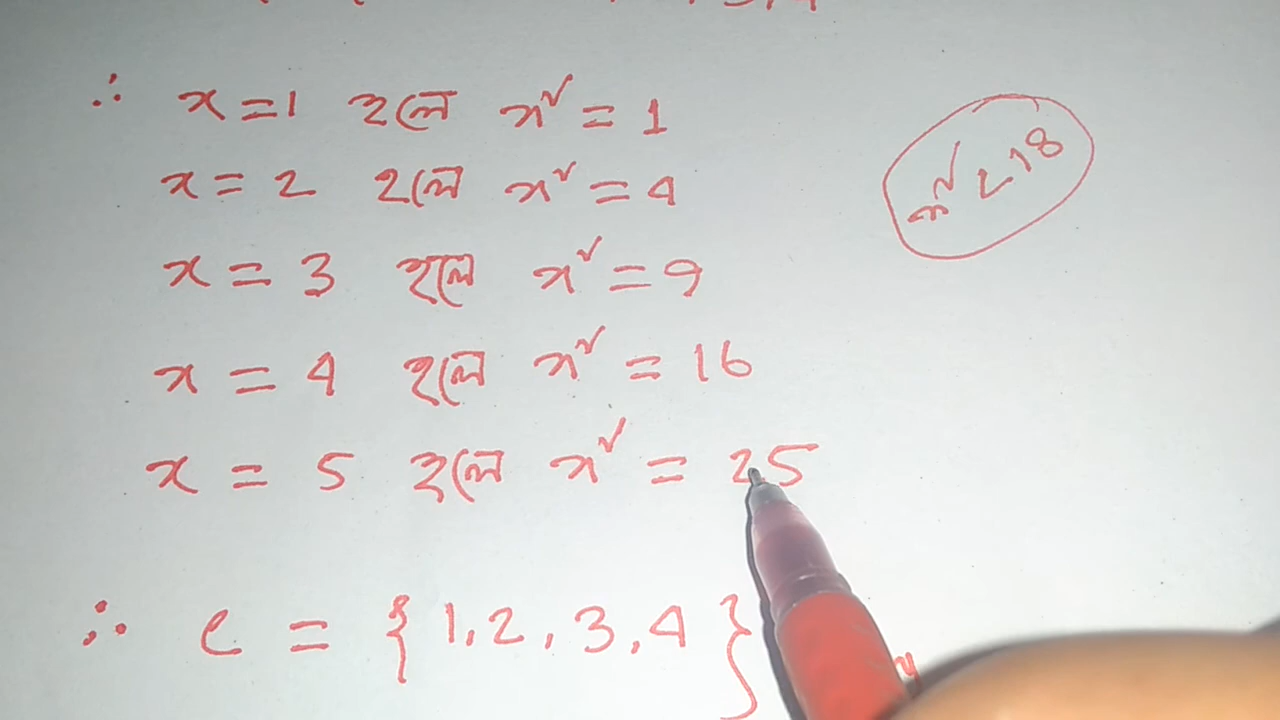 ∴ x = 1 হলে x² = 1
x = 2 হলে x² = 4
x = 3 হলে x² = 9
x = 4 হলে x² = 16
x = 5 হলে x² = 25
x² < 18
∴ C = {1, 2, 3, 4}